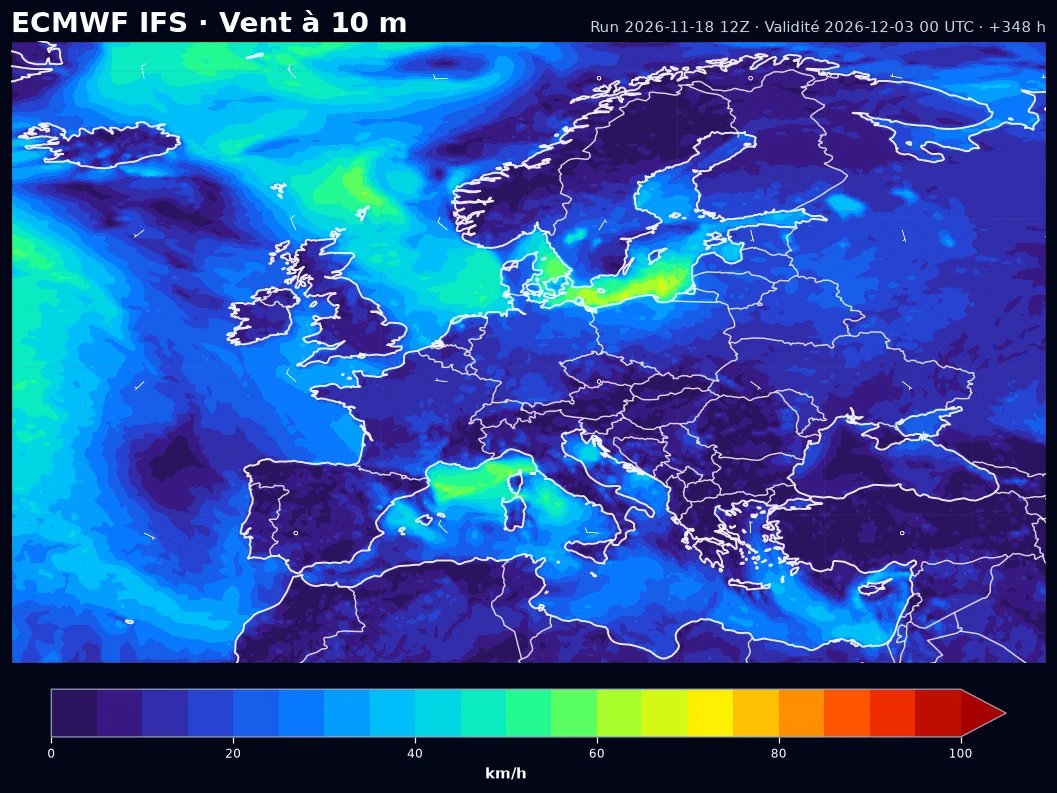 ECMWF IFS · Vent à 10 m
Run 2026-11-18 12Z · Validité 2026-12-03 00 UTC · +348 h
0 20 40 60 80 100
km/h